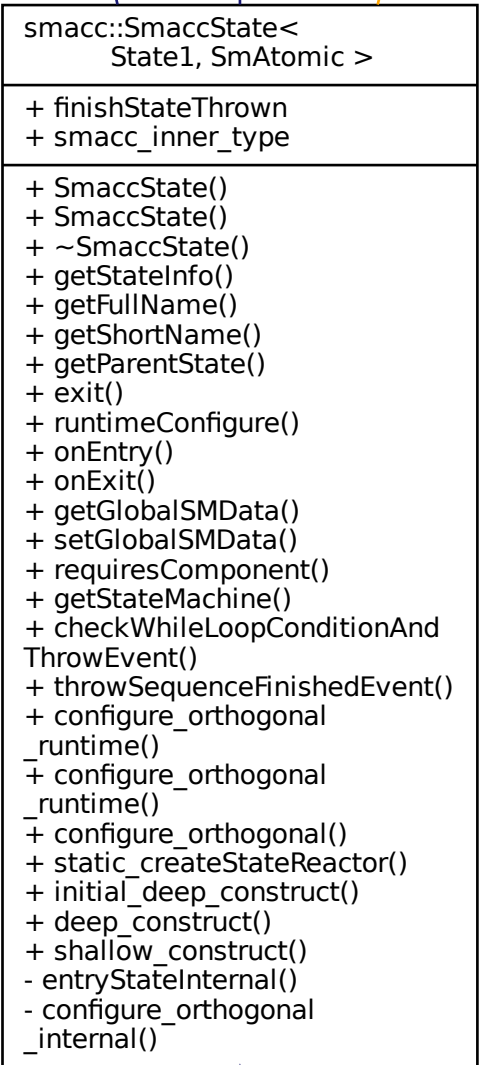 smacc::SmaccState<
State1, SmAtomic >
+ finishStateThrown
+ smacc_inner_type
+ SmaccState()
+ SmaccState()
+ ~SmaccState()
+ getStateInfo()
+ getFullName()
+ getShortName()
+ getParentState()
+ exit()
+ runtimeConfigure()
+ onEntry()
+ onExit()
+ getGlobalSMData()
+ setGlobalSMData()
+ requiresComponent()
+ getStateMachine()
+ checkWhileLoopConditionAnd
ThrowEvent()
+ throwSequenceFinishedEvent()
+ configure_orthogonal
_runtime()
+ configure_orthogonal
_runtime()
+ configure_orthogonal()
+ static_createStateReactor()
+ initial_deep_construct()
+ deep_construct()
+ shallow_construct()
- entryStateInternal()
- configure_orthogonal
_internal()